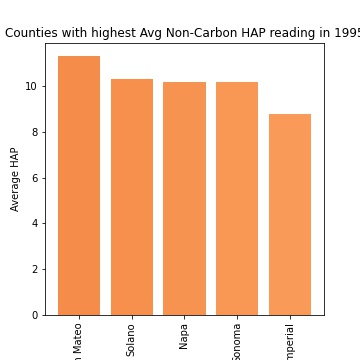 Counties with highest Avg Non-Carbon HAP reading in 1995
Average HAP
10
8
6
4
2
0
n Mateo
Solano
Napa
onoma
mperial